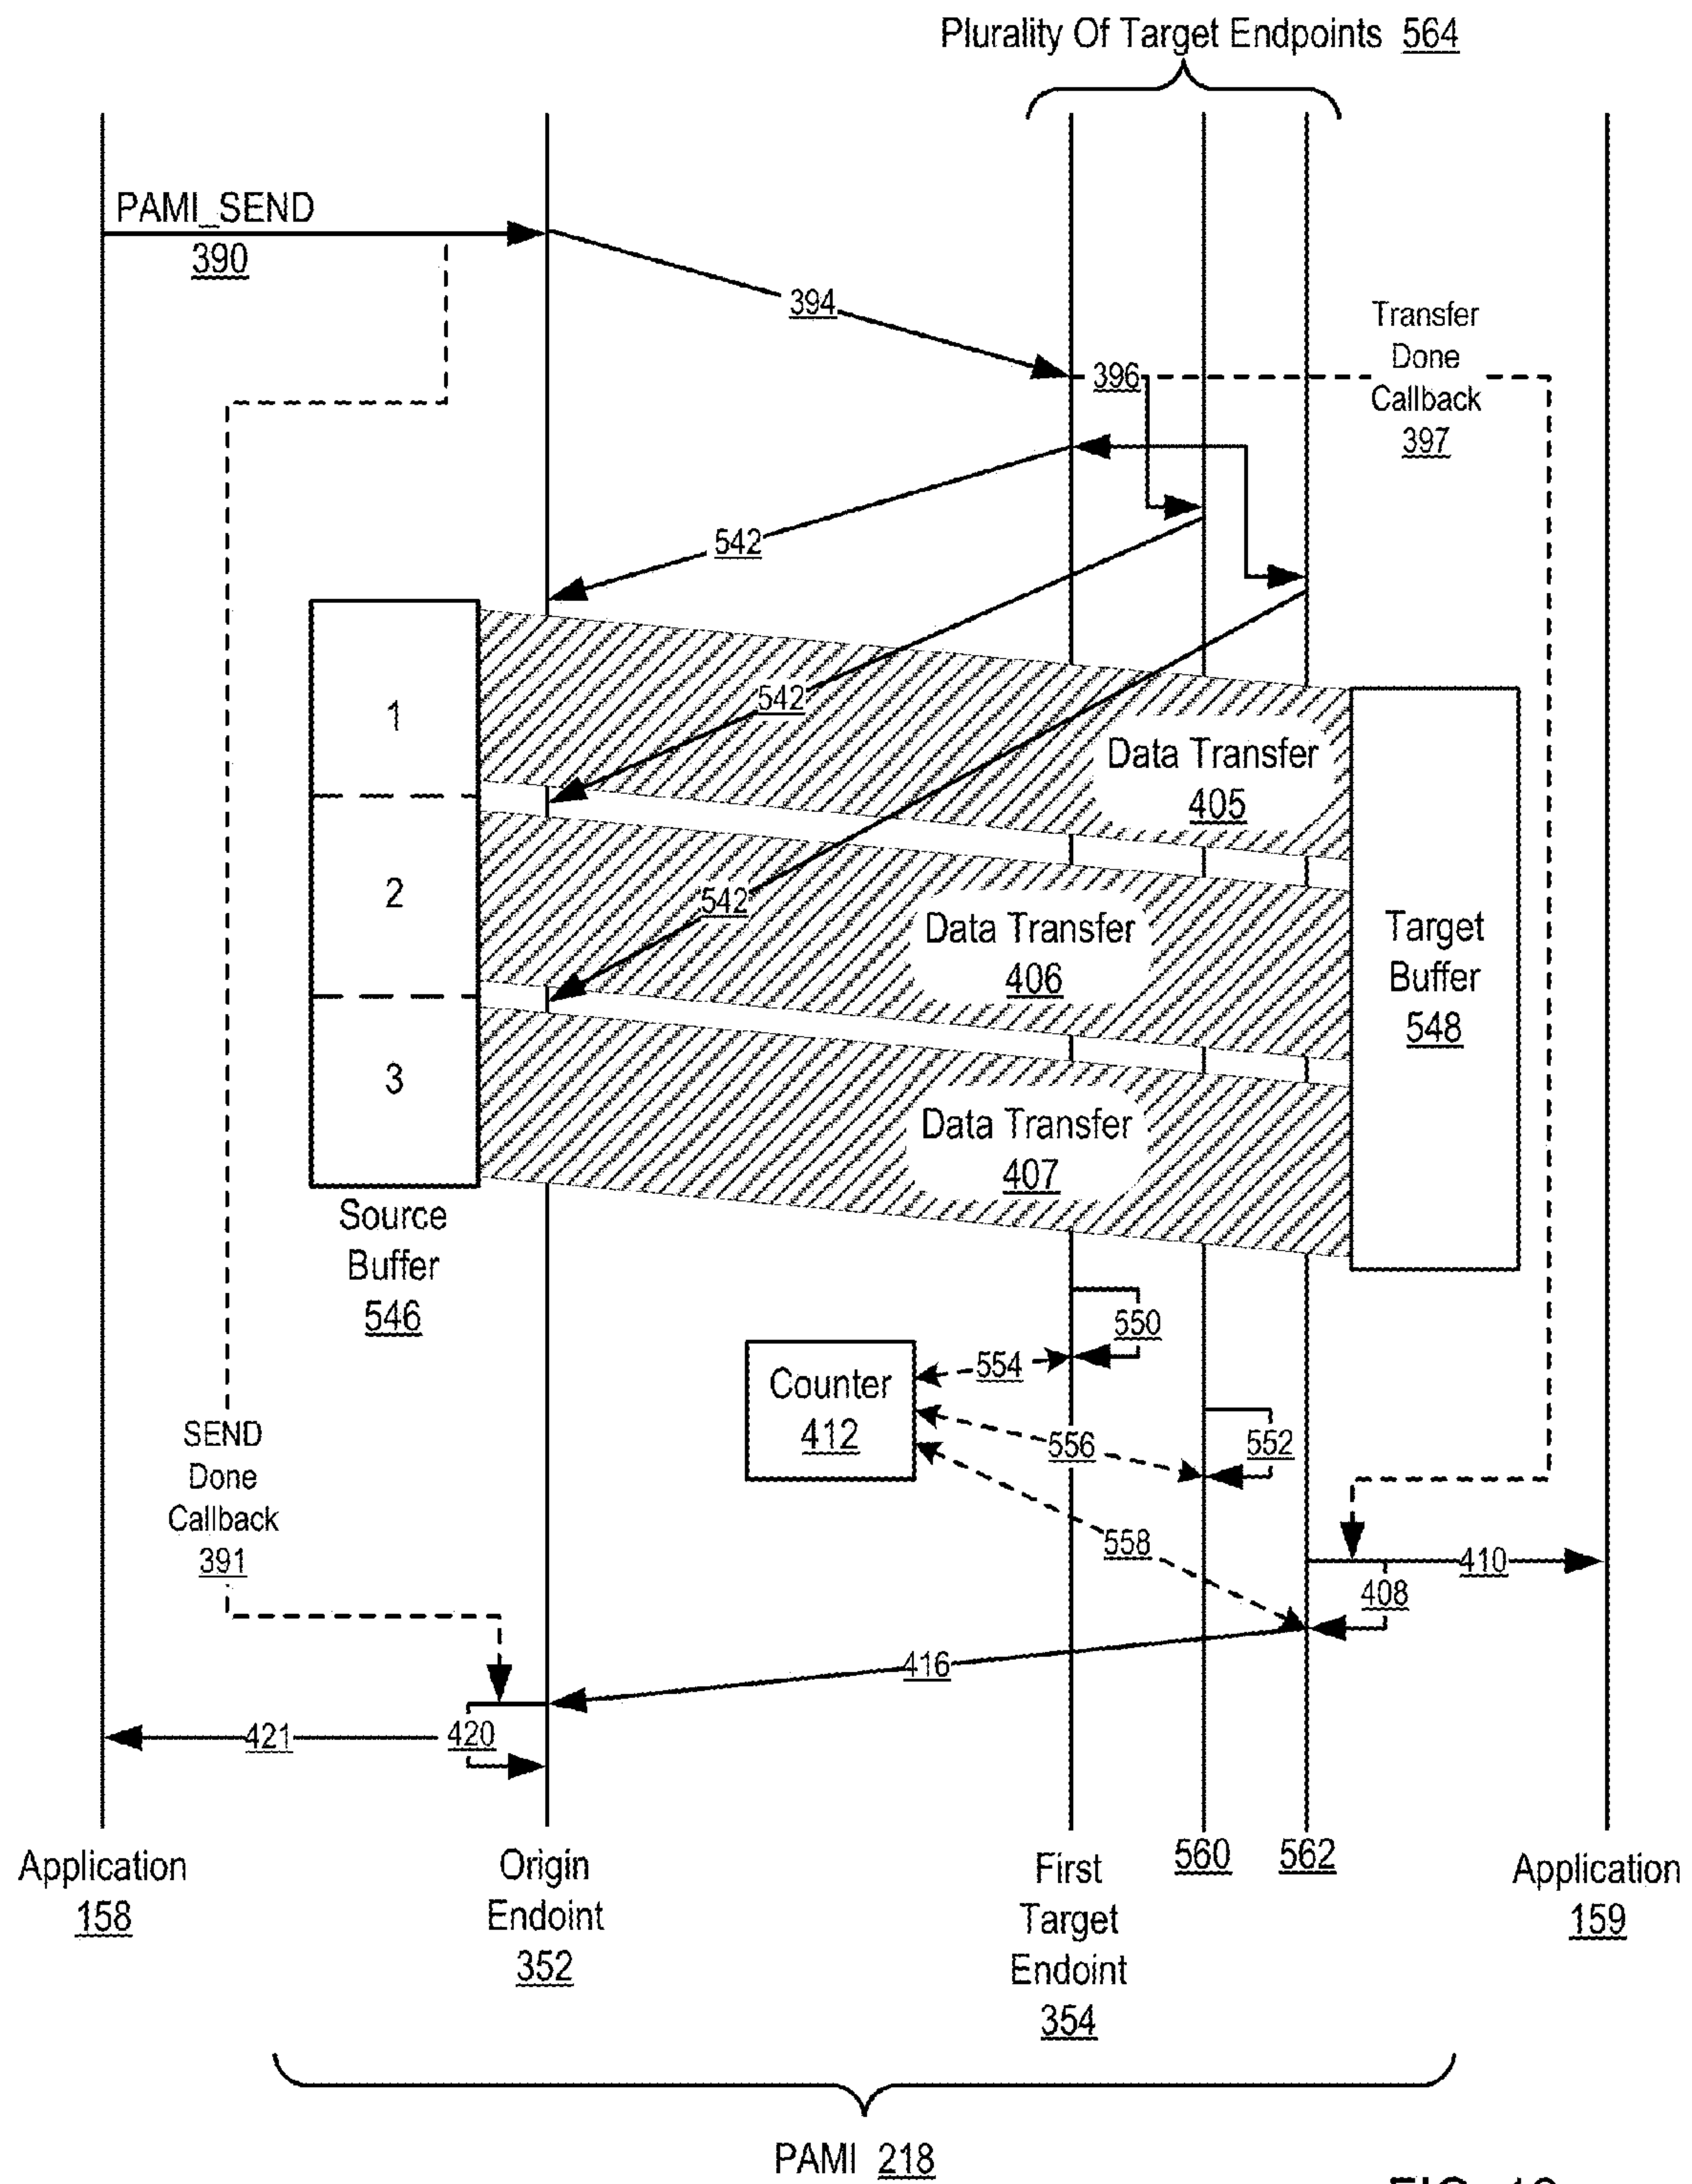 Plurality Of Target Endpoints 564
PAMI_SEND
390
394
396
Transfer
Done
Callback
397
542
542
542
1
2
3
Data Transfer
405
Data Transfer
406
Data Transfer
407
Target
Buffer
548
Source
Buffer
546
550
554
Counter
412
556
552
558
SEND
Done
Callback
391
410
408
416
421
420
Application
158
Origin
Endoint
352
First
Target
Endoint
354
560
562
Application
159
PAMI 218